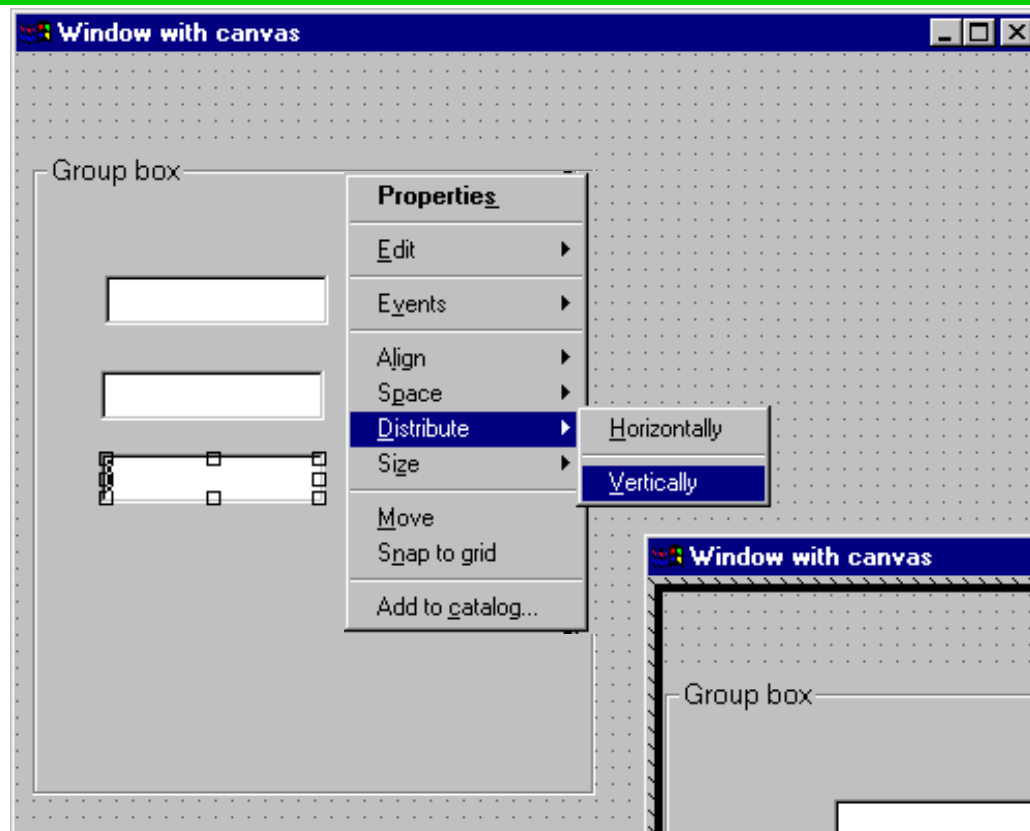 Window with canvas
Group box
Properties
Edit
Events
Align
Space
Distribute
Horizontally
Size
Vertically
Move
Snap to grid
Window with canvas
Add to catalog...
Group box